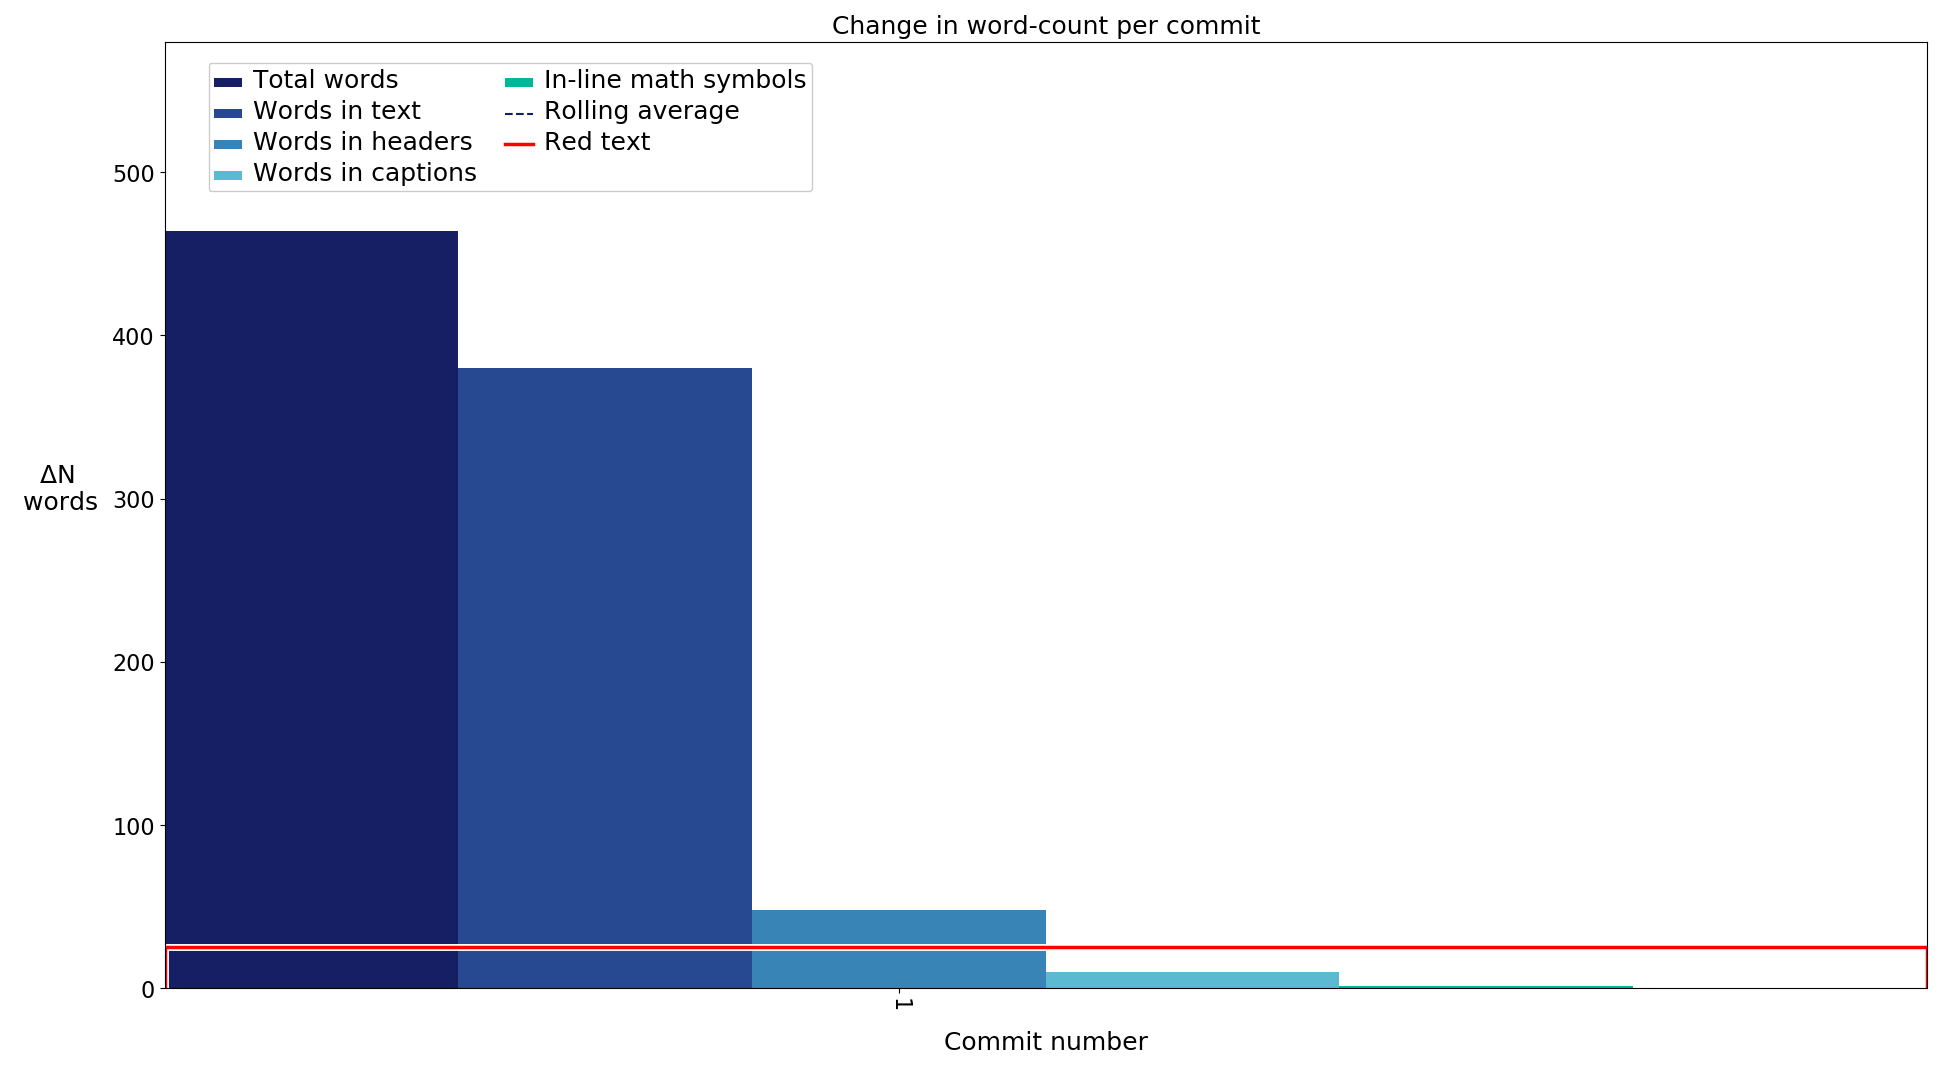 Change in word-count per commit
Total words
Words in text
Words in headers
Words in captions
In-line math symbols
Rolling average
Red text
500
400
300
200
100
0
ΔN
words
1
Commit number